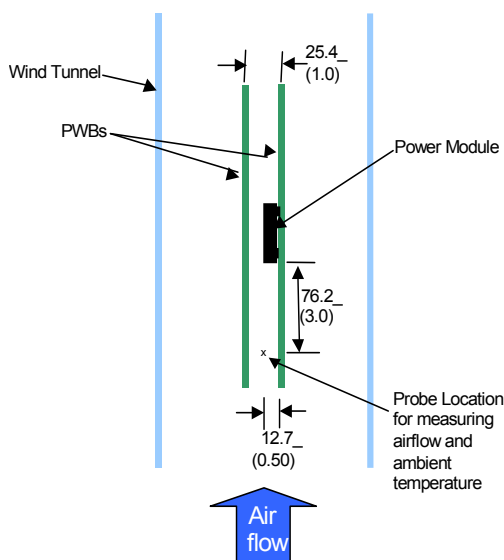 25.4_
(1.0)
Wind Tunnel
PWBs
Power Module
76.2_
(3.0)
x
Probe Location
for measuring
airflow and
ambient
temperature
12.7_
(0.50)
Air
flow